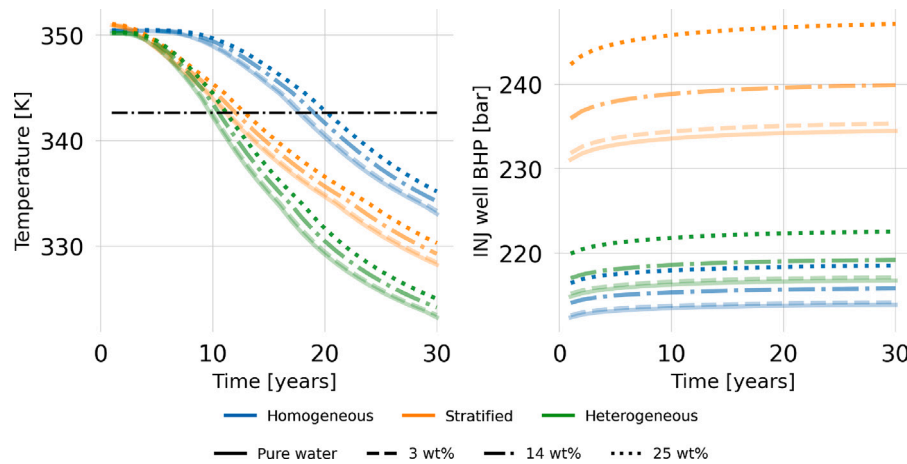 350
340
330
Temperature [K]
0
10
20
30
Time [years]
240
230
220
INJ well BHP [bar]
0
10
20
30
Time [years]
Homogeneous
Stratified
Heterogeneous
Pure water
3 wt%
14 wt%
25 wt%